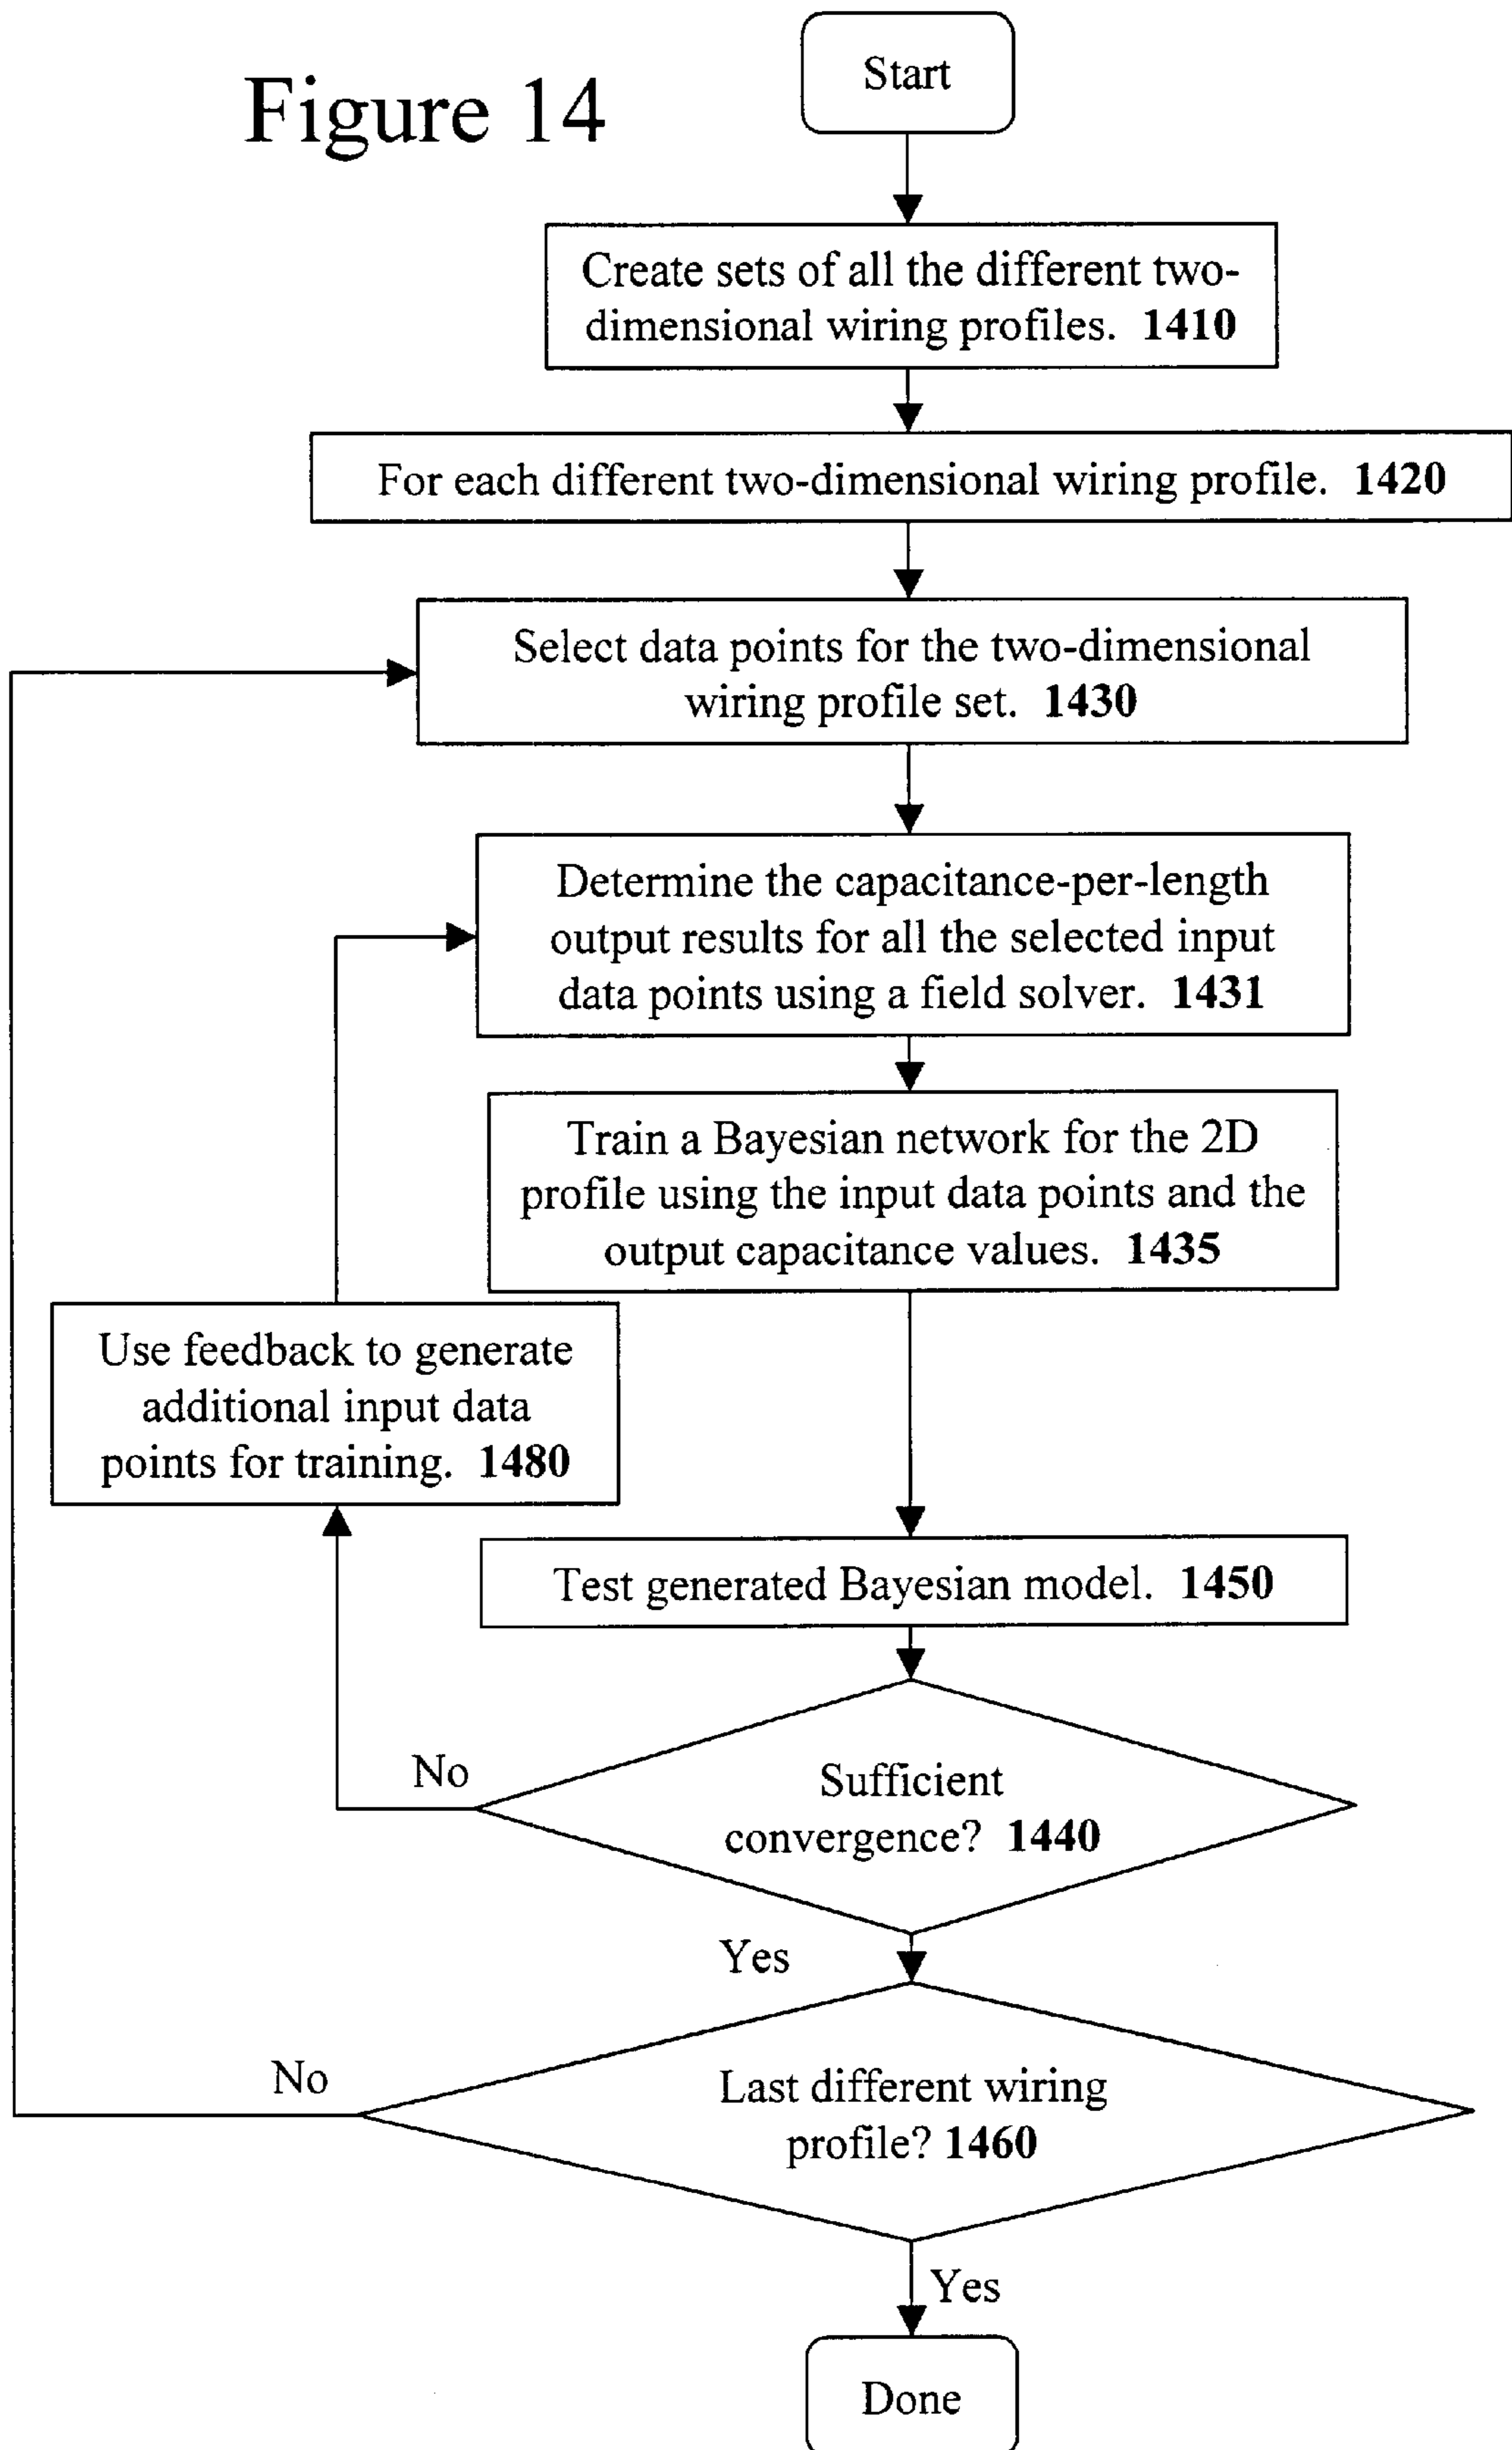 Figure 14
Start
Create sets of all the different two-
dimensional wiring profiles. 1410
For each different two-dimensional wiring profile. 1420
Select data points for the two-dimensional
wiring profile set. 1430
Determine the capacitance-per-length
output results for all the selected input
data points using a field solver. 1431
Train a Bayesian network for the 2D
profile using the input data points and the
output capacitance values. 1435
Use feedback to generate
additional input data
points for training. 1480
Test generated Bayesian model. 1450
No
Sufficient
convergence? 1440
Yes
No
Last different wiring
profile? 1460
Yes
Done